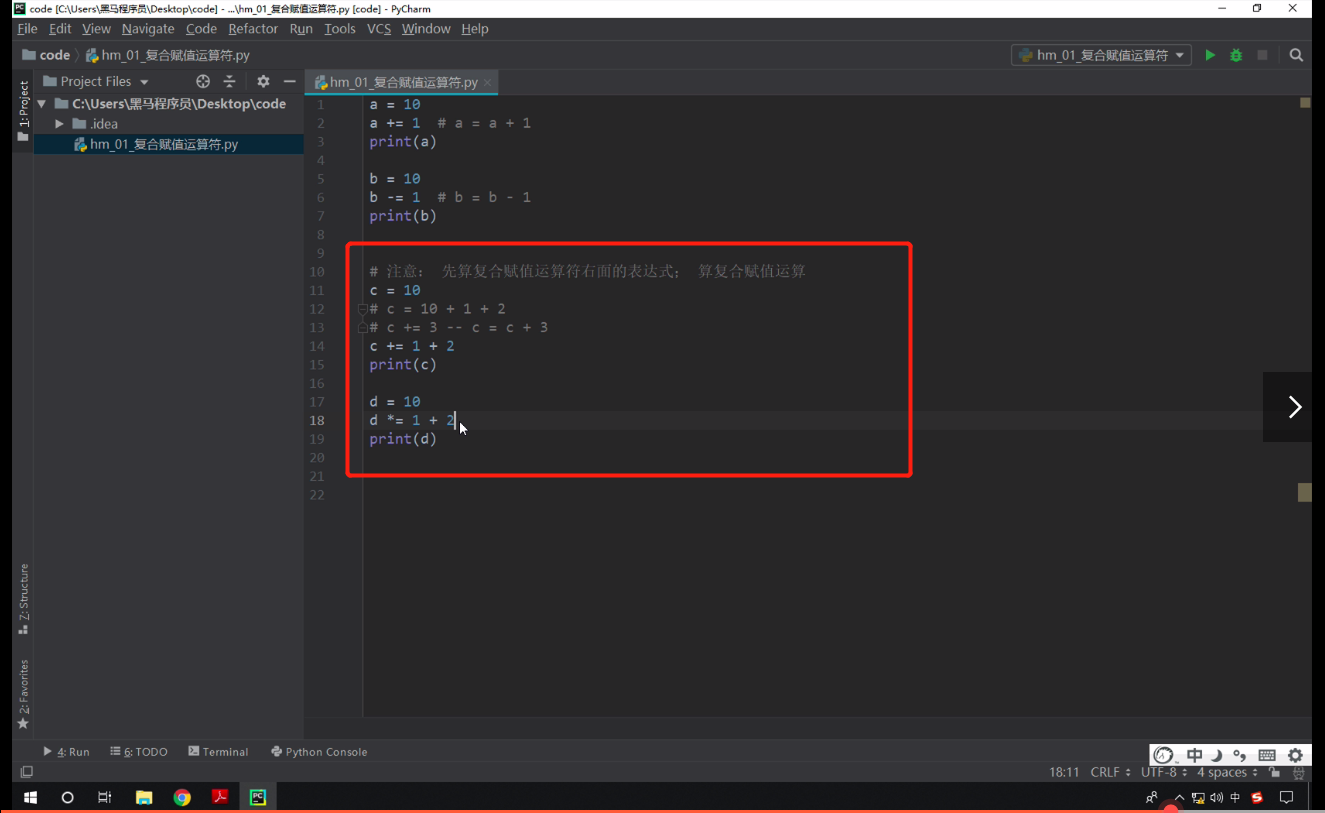 code [C:\Users\黑马程序员\Desktop\code] - ...\hm_01_复合赋值运算符.py [code] - PyCharm
File Edit View Navigate Code Refactor Run Tools VCS Window Help
code hm_01_复合赋值运算符.py hm_01_复合赋值运算符
1: Project Project Files hm_01_复合赋值运算符.py
C:\Users\黑马程序员\Desktop\code
.idea
hm_01_复合赋值运算符.py
1 a = 10
2 a += 1 # a = a + 1
3 print(a)
4
5 b = 10
6 b -= 1 # b = b - 1
7 print(b)
8
9
10 # 注意： 先算复合赋值运算符右面的表达式； 算复合赋值运算
11 c = 10
12 # c = 10 + 1 + 2
13 # c += 3 -- c = c + 3
14 c += 1 + 2
15 print(c)
16
17 d = 10
18 d *= 1 + 2
19 print(d)
20
21
22
Z: Structure
2: Favorites
4: Run 6: TODO Terminal Python Console
中
18:11 CRLF UTF-8 4 spaces
PC 中 S